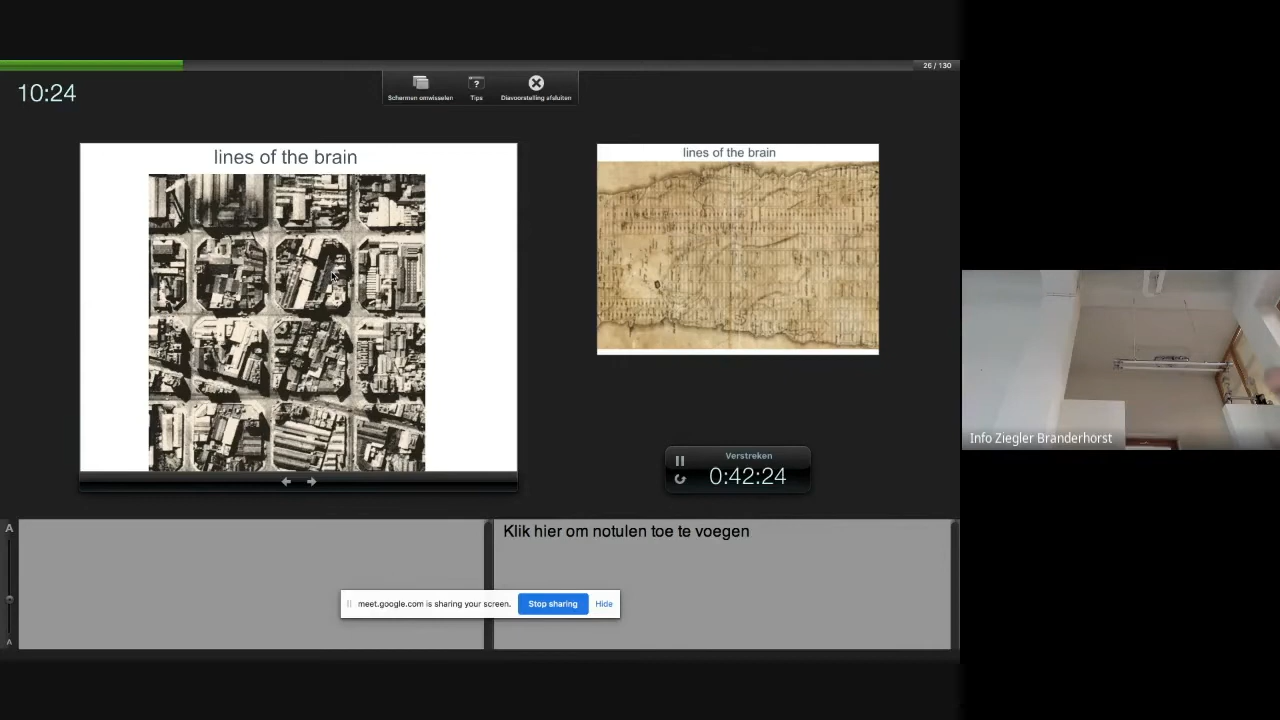 26 / 130
10:24
Schermen omwisselen
Tips
Diavoorstelling afsluiten
lines of the brain
lines of the brain
Verstreken
0:42:24
Info Ziegler Branderhorst
A
Klik hier om notulen toe te voegen
meet.google.com is sharing your screen.
Stop sharing
Hide
A